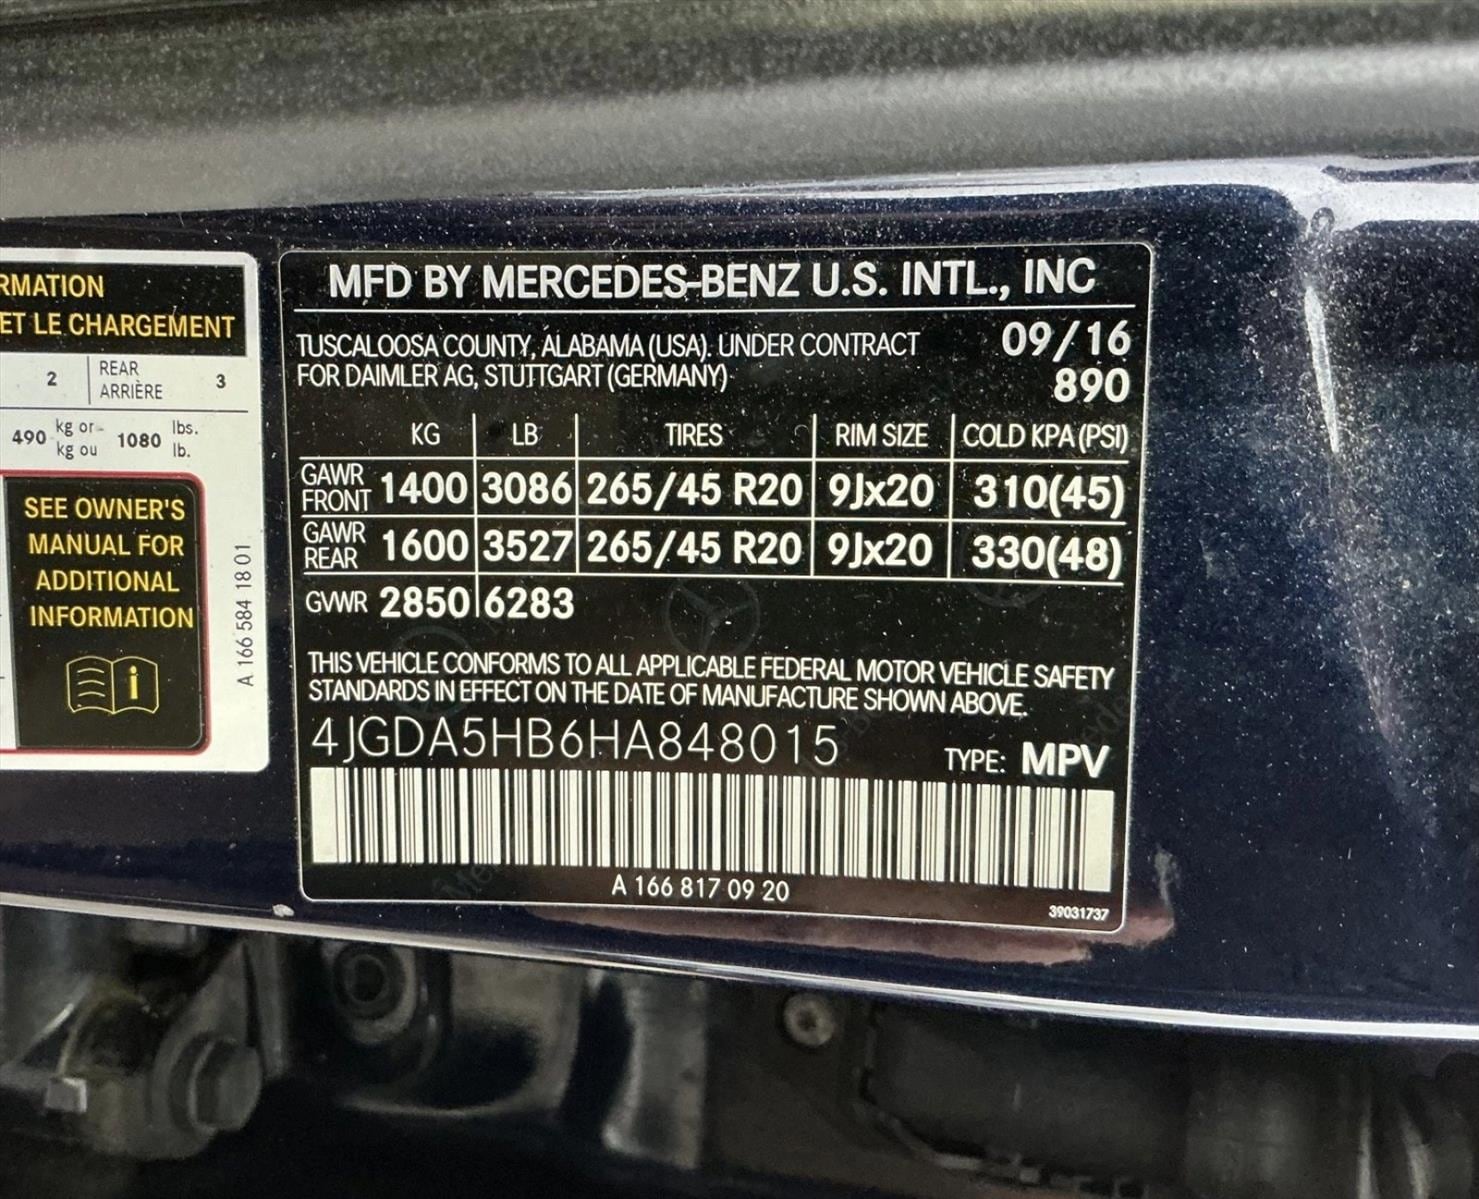 RMATION
ET LE CHARGEMENT
2 REAR ARRIÈRE 3
490 kg or kg ou 1080 lbs. lb.
SEE OWNER'S
MANUAL FOR
ADDITIONAL
INFORMATION
i
A 166 584 18 01
MFD BY MERCEDES-BENZ U.S. INTL., INC
TUSCALOOSA COUNTY, ALABAMA (USA). UNDER CONTRACT 09/16
FOR DAIMLER AG, STUTTGART (GERMANY) 890
KG LB TIRES RIM SIZE COLD KPA (PSI)
GAWR FRONT 1400 3086 265/45 R20 9Jx20 310(45)
GAWR REAR 1600 3527 265/45 R20 9Jx20 330(48)
GVWR 2850 6283
THIS VEHICLE CONFORMS TO ALL APPLICABLE FEDERAL MOTOR VEHICLE SAFETY
STANDARDS IN EFFECT ON THE DATE OF MANUFACTURE SHOWN ABOVE.
4JGDA5HB6HA848015 TYPE: MPV
A 166 817 09 20
39031737